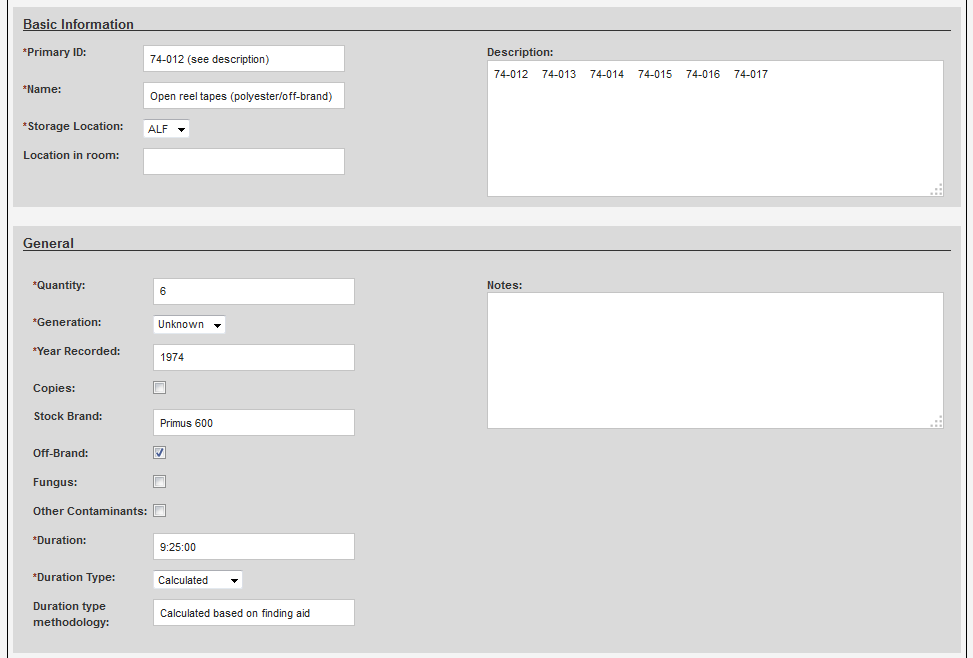 Basic Information
*Primary ID:
74-012 (see description)
*Name:
Open reel tapes (polyester/off-brand)
*Storage Location:
ALF
Location in room:
Description:
74-012 74-013 74-014 74-015 74-016 74-017
General
*Quantity:
6
*Generation:
Unknown
*Year Recorded:
1974
Copies:
Stock Brand:
Primus 600
Off-Brand:
Fungus:
Other Contaminants:
*Duration:
9:25:00
*Duration Type:
Calculated
Duration type
methodology:
Calculated based on finding aid
Notes: